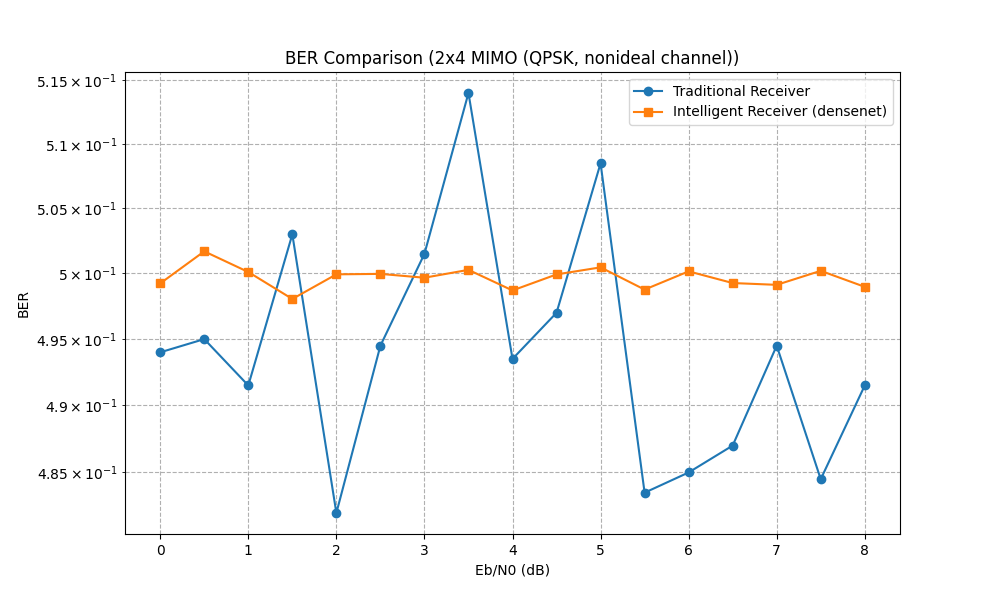 BER Comparison (2x4 MIMO (QPSK, nonideal channel))
Traditional Receiver
Intelligent Receiver (densenet)
BER
5.15 × 10⁻¹
5.1 × 10⁻¹
5.05 × 10⁻¹
5 × 10⁻¹
4.95 × 10⁻¹
4.9 × 10⁻¹
4.85 × 10⁻¹
0 1 2 3 4 5 6 7 8
Eb/N0 (dB)